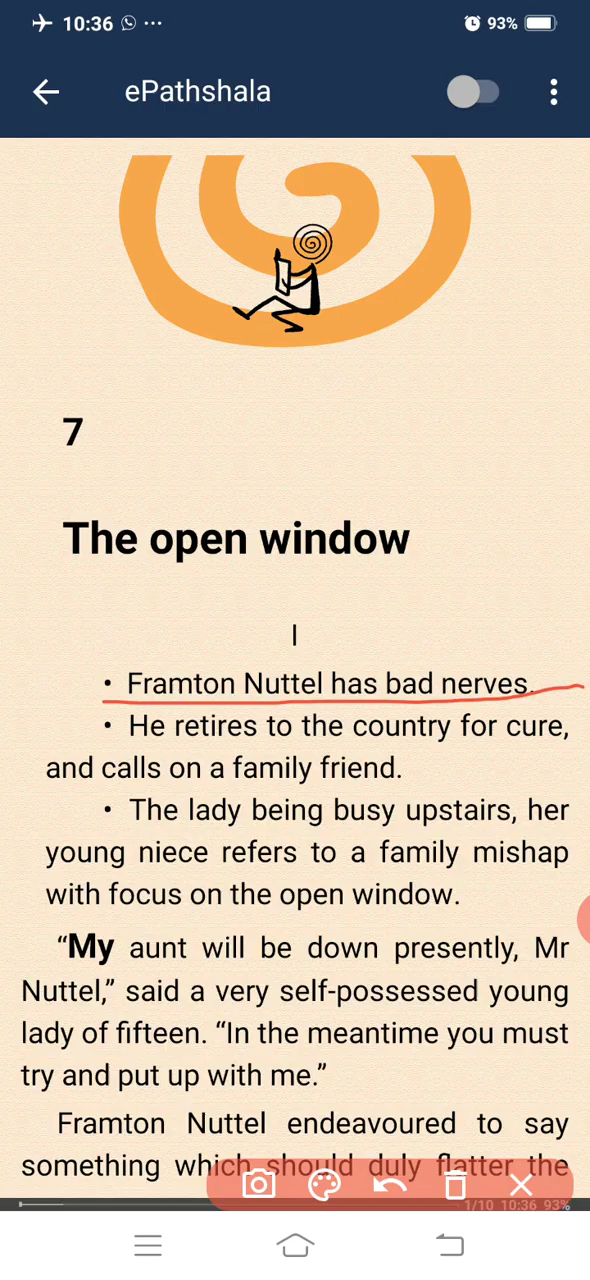 10:36 ... 93%
ePathshala
7
The open window
I
• Framton Nuttel has bad nerves.
• He retires to the country for cure,
and calls on a family friend.
• The lady being busy upstairs, her
young niece refers to a family mishap
with focus on the open window.
“My aunt will be down presently, Mr
Nuttel,” said a very self-possessed young
lady of fifteen. “In the meantime you must
try and put up with me.”
Framton Nuttel endeavoured to say
something which should duly flatter the
1/10 10:36 93%